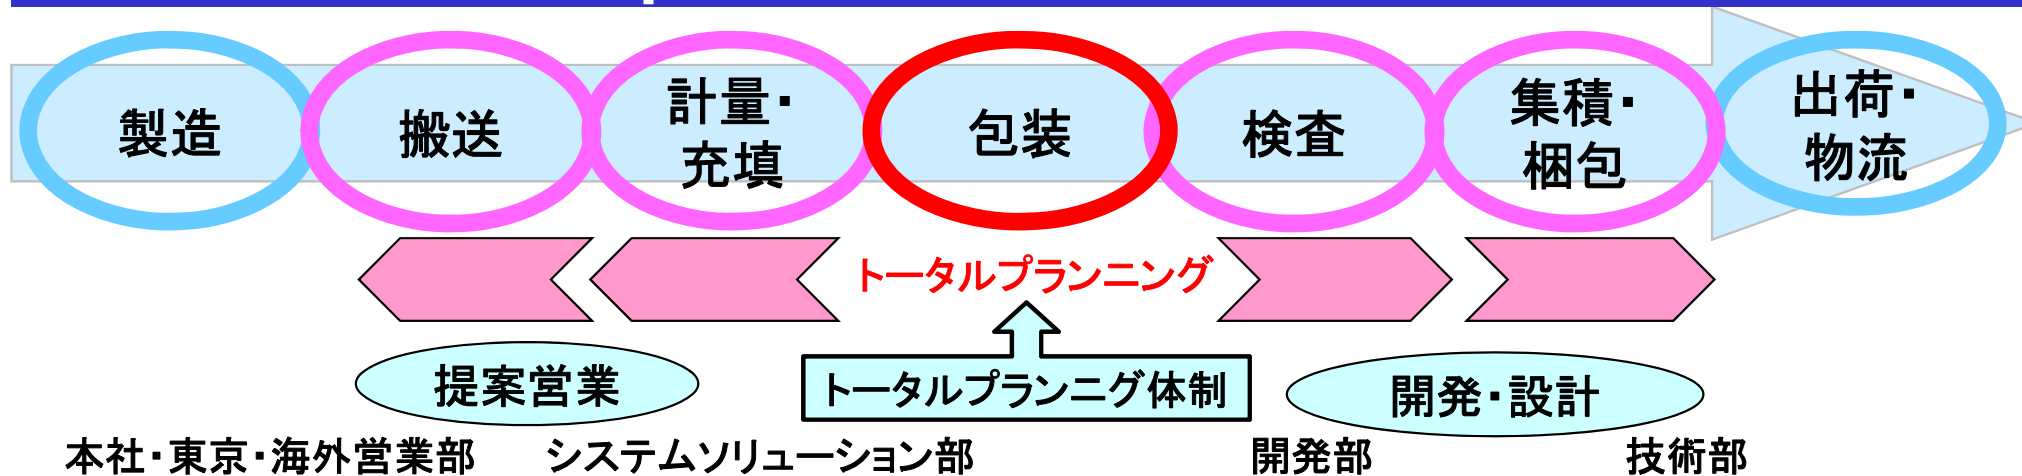 製造
搬送
計量・
充填
包装
検査
集積・
梱包
出荷・
物流
トータルプランニング
提案営業
トータルプランニグ体制
開発・設計
本社・東京・海外営業部
システムソリューション部
開発部
技術部